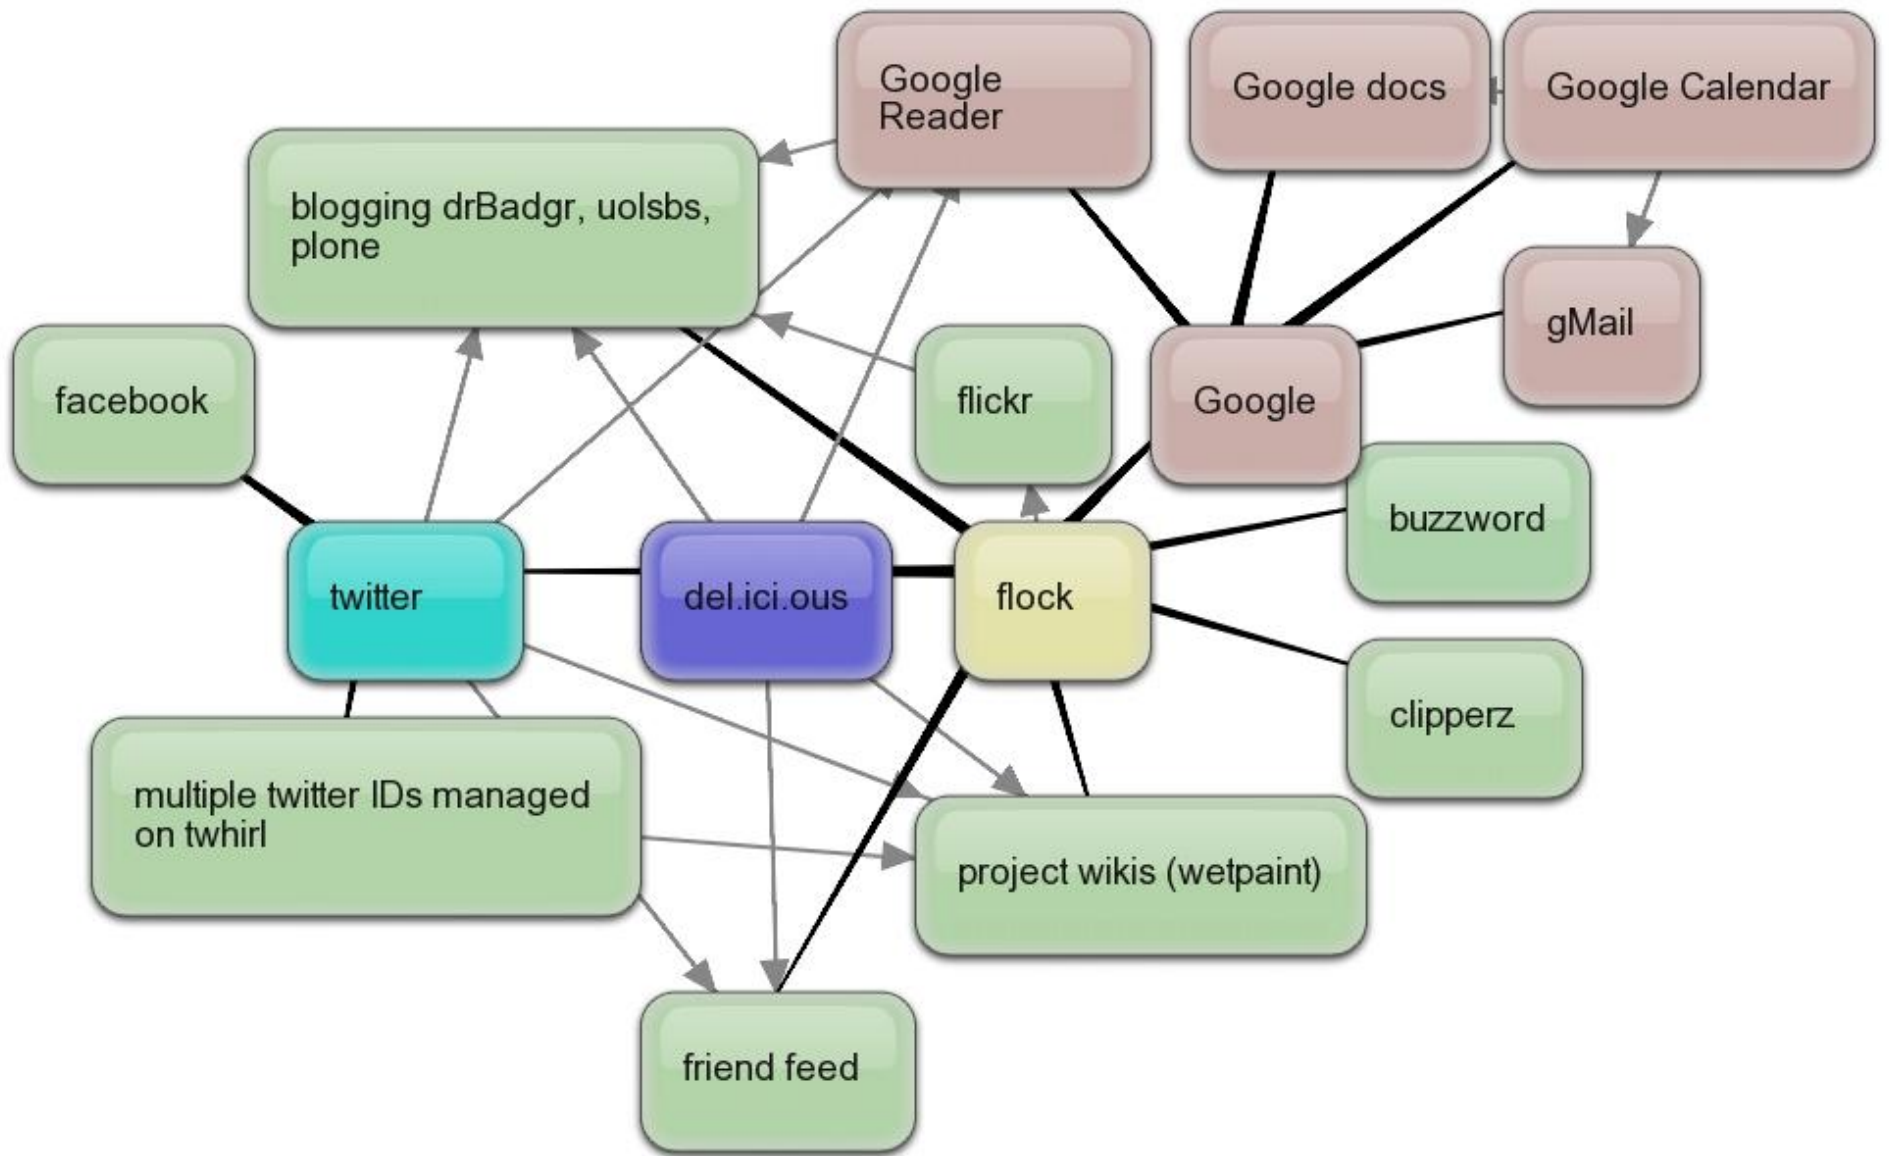 Google
Reader
Google docs
Google Calendar
blogging drBadgr, uolsbs,
plone
gMail
facebook
flickr
Google
buzzword
twitter
del.ici.ous
flock
clipperz
multiple twitter IDs managed
on twhirl
project wikis (wetpaint)
friend feed